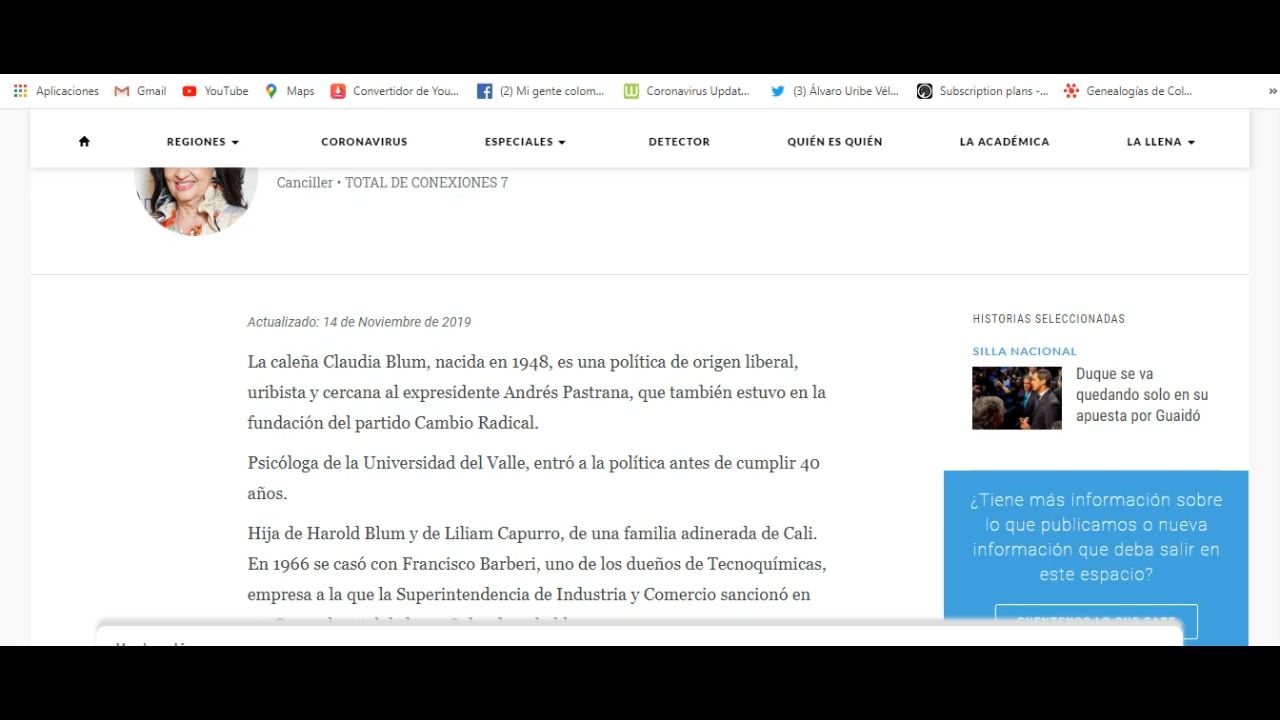 Aplicaciones Gmail YouTube Maps Convertidor de You... (2) Mi gente colom... Coronavirus Updat... (3) Álvaro Uribe Vél... Subscription plans -... Genealogías de Col... »
REGIONES CORONAVIRUS ESPECIALES DETECTOR QUIÉN ES QUIÉN LA ACADÉMICA LA LLENA
Canciller • TOTAL DE CONEXIONES 7
Actualizado: 14 de Noviembre de 2019
La caleña Claudia Blum, nacida en 1948, es una política de origen liberal,
uribista y cercana al expresidente Andrés Pastrana, que también estuvo en la
fundación del partido Cambio Radical.
Psicóloga de la Universidad del Valle, entró a la política antes de cumplir 40
años.
Hija de Harold Blum y de Liliam Capurro, de una familia adinerada de Cali.
En 1966 se casó con Francisco Barberi, uno de los dueños de Tecnoquímicas,
empresa a la que la Superintendencia de Industria y Comercio sancionó en
HISTORIAS SELECCIONADAS
SILLA NACIONAL
Duque se va
quedando solo en su
apuesta por Guaidó
¿Tiene más información sobre
lo que publicamos o nueva
información que deba salir en
este espacio?